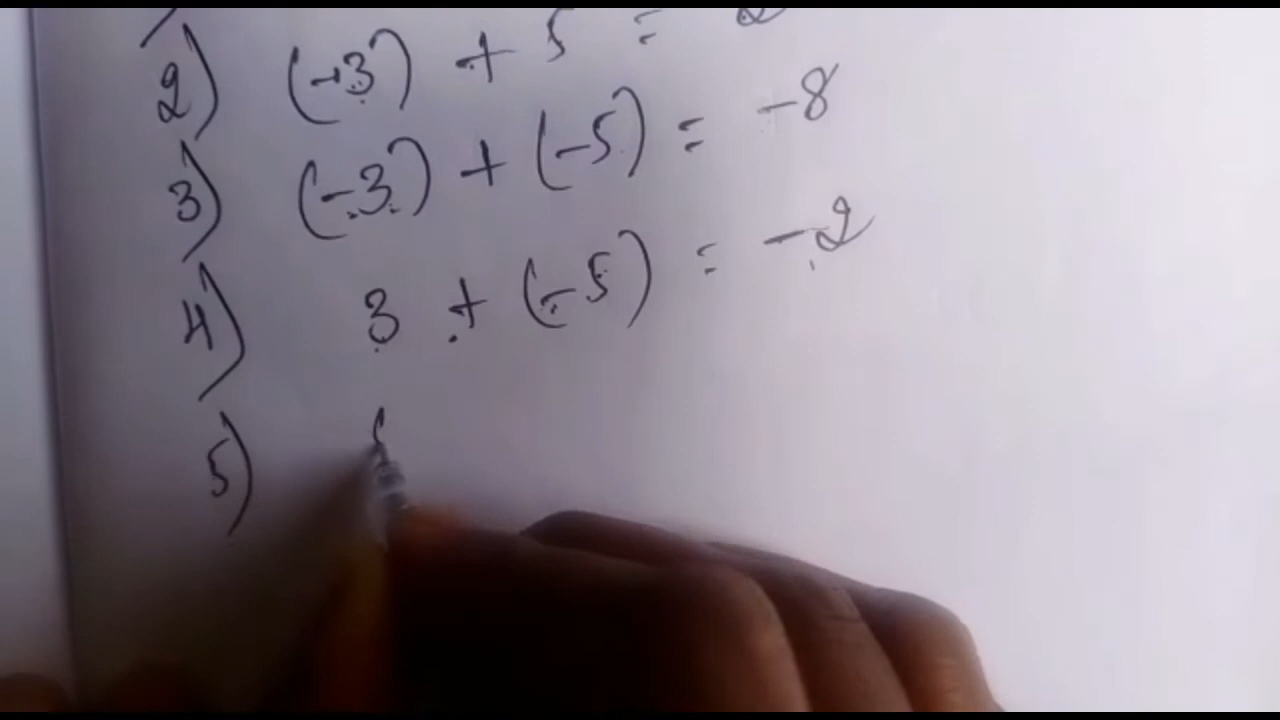 2) (-3) + 5 = 2
3) (-3) + (-5) = -8
4) 3 + (-5) = -2
5) (